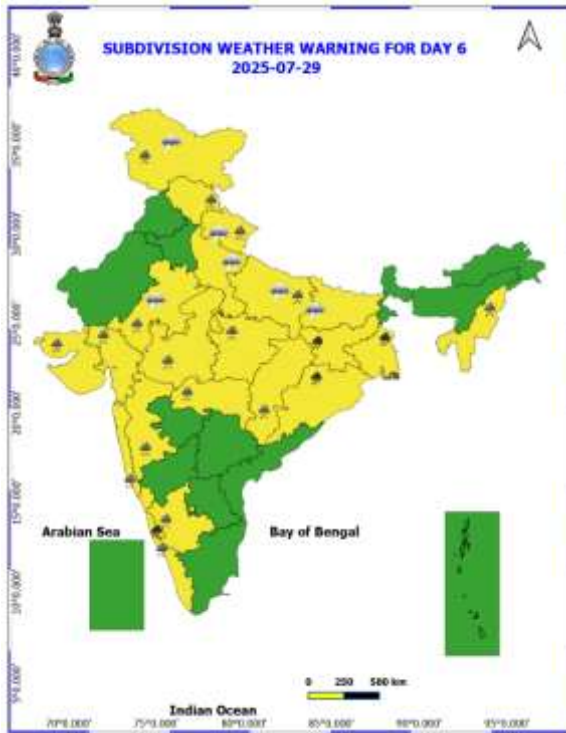 SUBDIVISION WEATHER WARNING FOR DAY 6
2025-07-29
Arabian Sea
Bay of Bengal
0 250 500 km
Indian Ocean
70°0.000' 75°0.000' 80°0.000' 85°0.000' 90°0.000' 95°0.000'